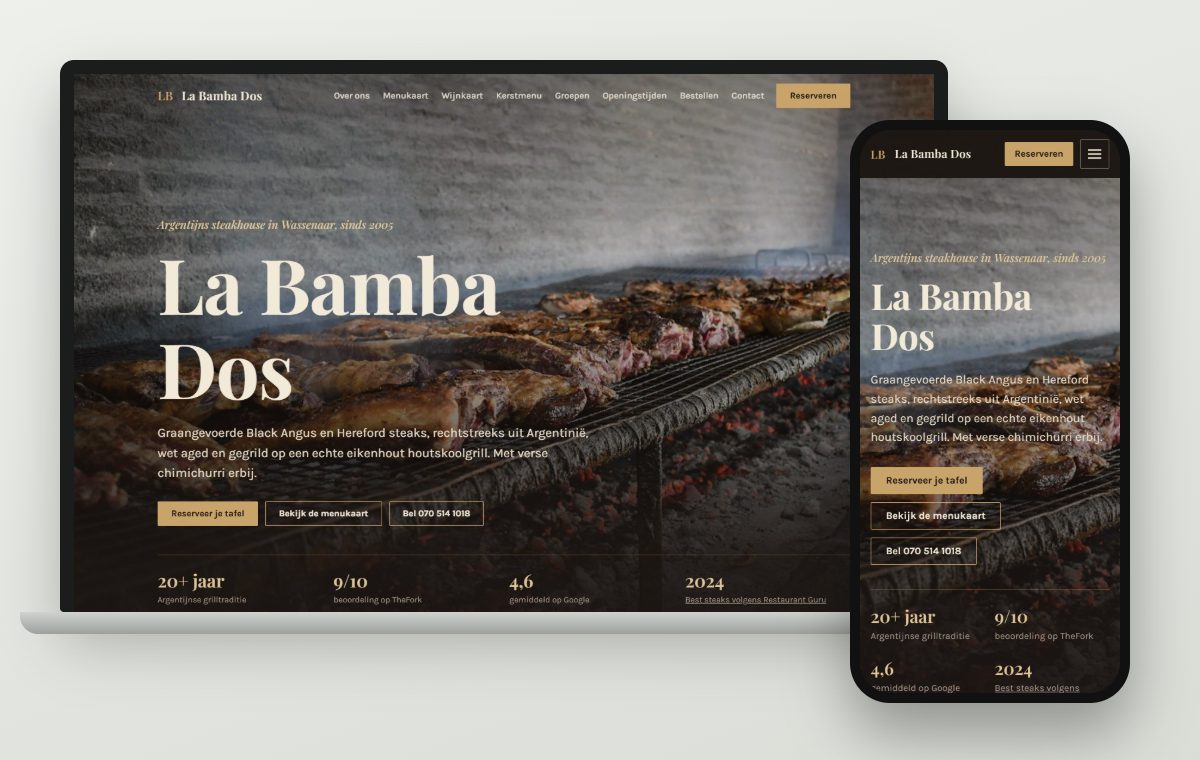 LB La Bamba Dos Over ons Menukaart Wijnkaart Kerstmenu Groepen Openingstijden Bestellen Contact Reserveren
Argentijns steakhouse in Wassenaar, sinds 2005
La Bamba
Dos
Graangevoerde Black Angus en Hereford steaks, rechtstreeks uit Argentinië,
wet aged en gegrild op een echte eikenhout houtskoolgrill. Met verse
chimichurri erbij.
Reserveer je tafel Bekijk de menukaart Bel 070 514 1018
20+ jaar 9/10 4,6 2024
Argentijnse grilltraditie beoordeling op TheFork gemiddeld op Google Best steaks volgens Restaurant Guru
LB La Bamba Dos Reserveren
Argentijns steakhouse in Wassenaar, sinds 2005
La Bamba
Dos
Graangevoerde Black Angus en Hereford
steaks, rechtstreeks uit Argentinië, wet
aged en gegrild op een echte eikenhout
houtskoolgrill. Met verse chimichurri erbij.
Reserveer je tafel
Bekijk de menukaart
Bel 070 514 1018
20+ jaar 9/10
Argentijnse grilltraditie beoordeling op TheFork
4,6 2024
gemiddeld op Google Best steaks volgens